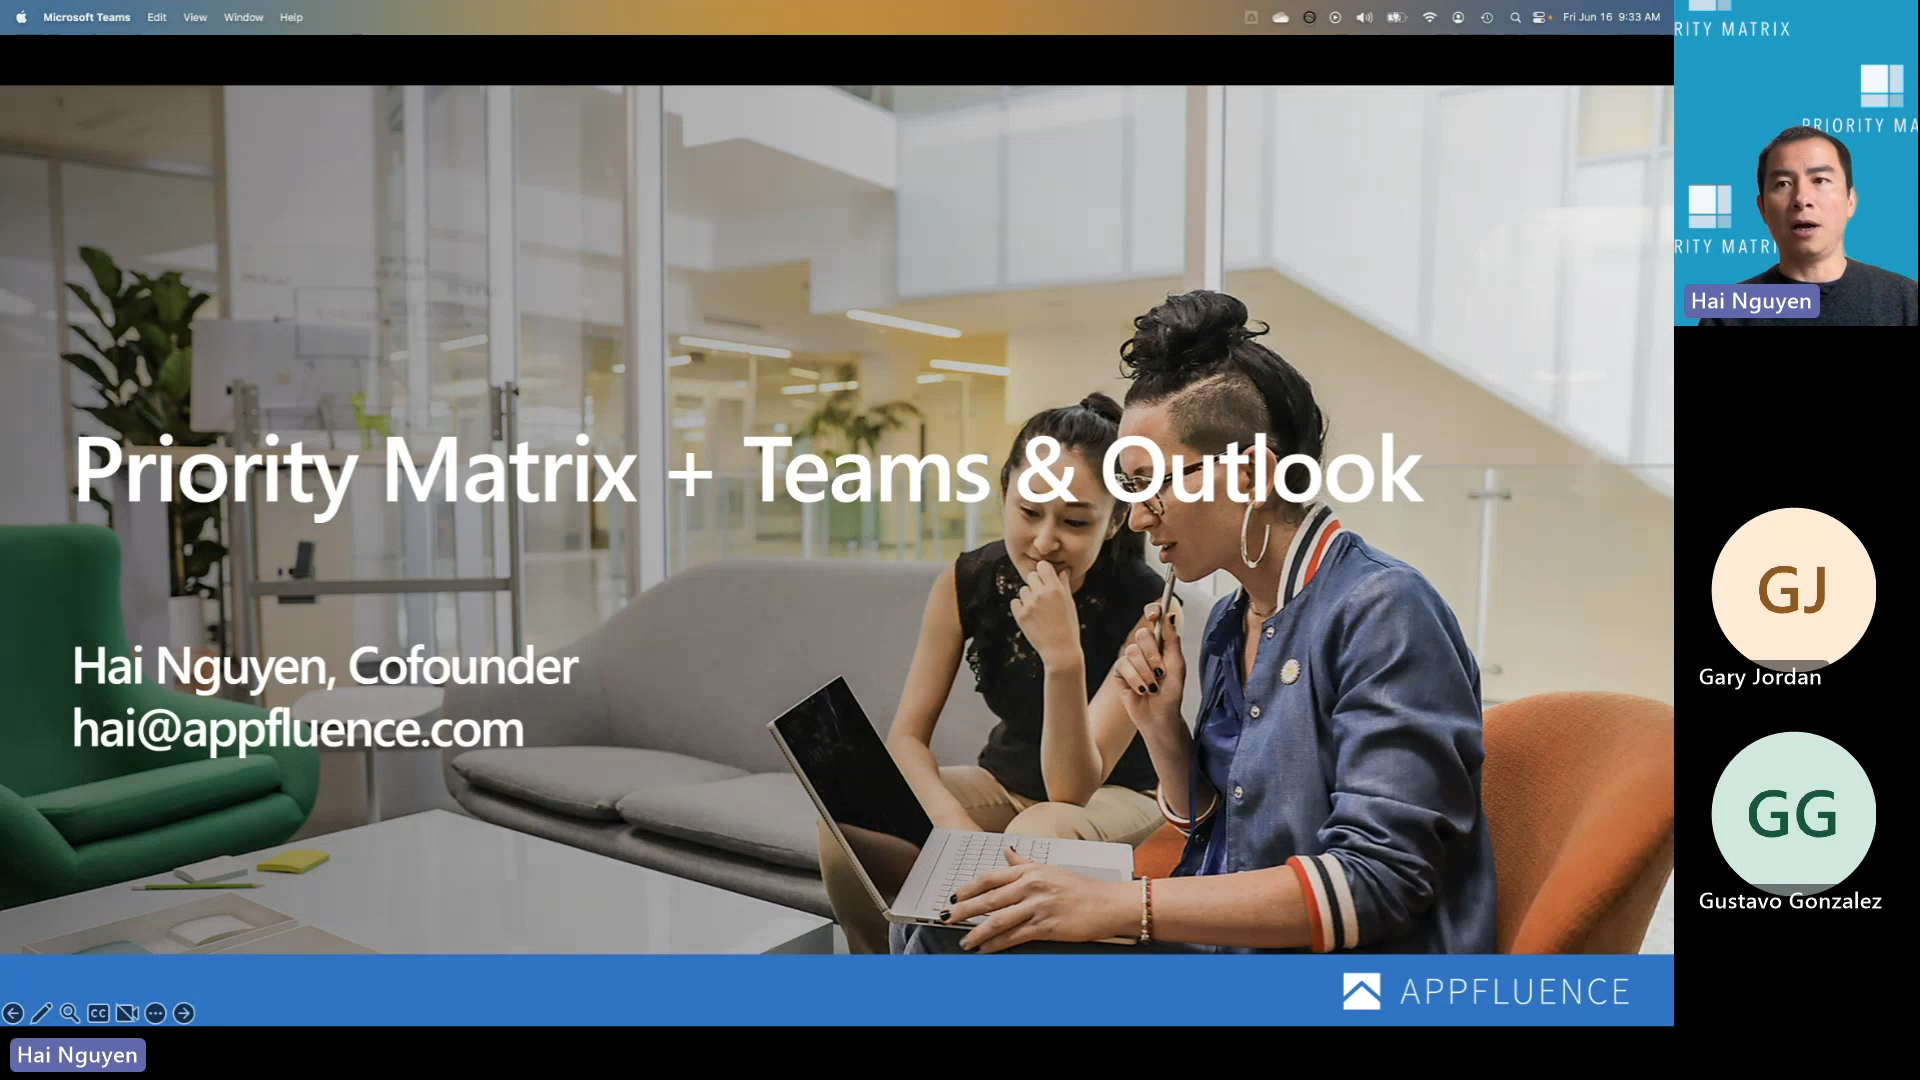 Microsoft Teams Edit View Window Help
Fri Jun 16 9:33 AM
Priority Matrix + Teams & Outlook
Hai Nguyen, Cofounder
hai@appfluence.com
APPFLUENCE
CC
Hai Nguyen
RITY MATRIX
PRIORITY MA
RITY MATRI
Hai Nguyen
GJ
Gary Jordan
GG
Gustavo Gonzalez